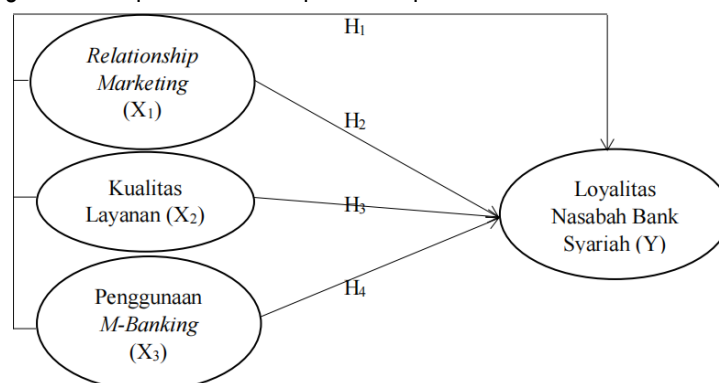 H₁
Relationship
Marketing
(X₁)
H₂
Kualitas
Layanan (X₂)
H₃
Loyalitas
Nasabah Bank
Syariah (Y)
Penggunaan
M-Banking
(X₃)
H₄